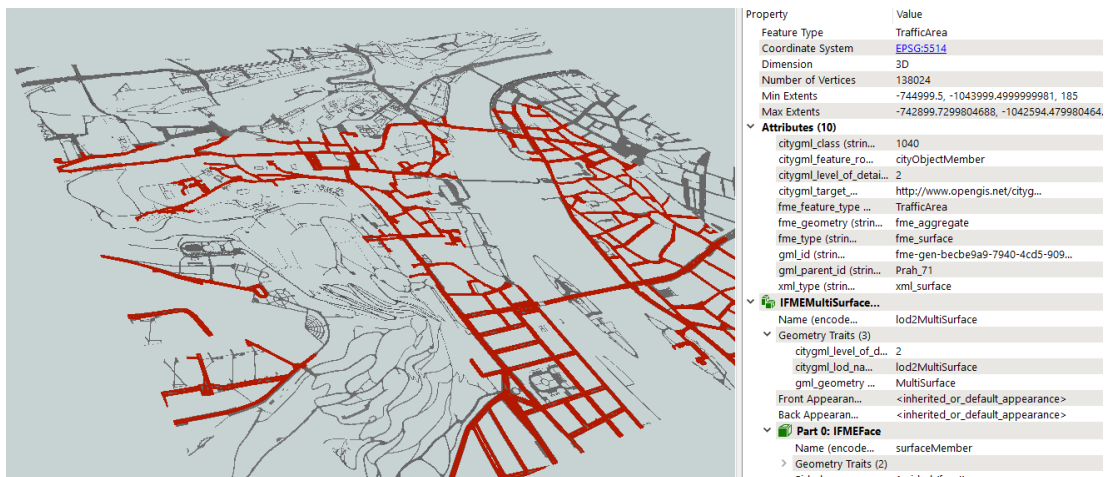 Property Value
Feature Type TrafficArea
Coordinate System EPSG:5514
Dimension 3D
Number of Vertices 138024
Min Extents -744999.5, -1043999.4999999981, 185
Max Extents -742899.7299804688, -1042594.479980464.
Attributes (10)
citygml_class (strin... 1040
citygml_feature_ro... cityObjectMember
citygml_level_of_detai... 2
citygml_target_... http://www.opengis.net/cityg...
fme_feature_type ... TrafficArea
fme_geometry (strin... fme_aggregate
fme_type (strin... fme_surface
gml_id (strin... fme-gen-becbe9a9-7940-4cd5-909...
gml_parent_id (strin... Prah_71
xml_type (strin... xml_surface
IFMEMultiSurface...
Name (encode... lod2MultiSurface
Geometry Traits (3)
citygml_level_of_d... 2
citygml_lod_na... lod2MultiSurface
gml_geometry ... MultiSurface
Front Appearan... <inherited_or_default_appearance>
Back Appearan... <inherited_or_default_appearance>
Part 0: IFMEFace
Name (encode... surfaceMember
Geometry Traits (2)